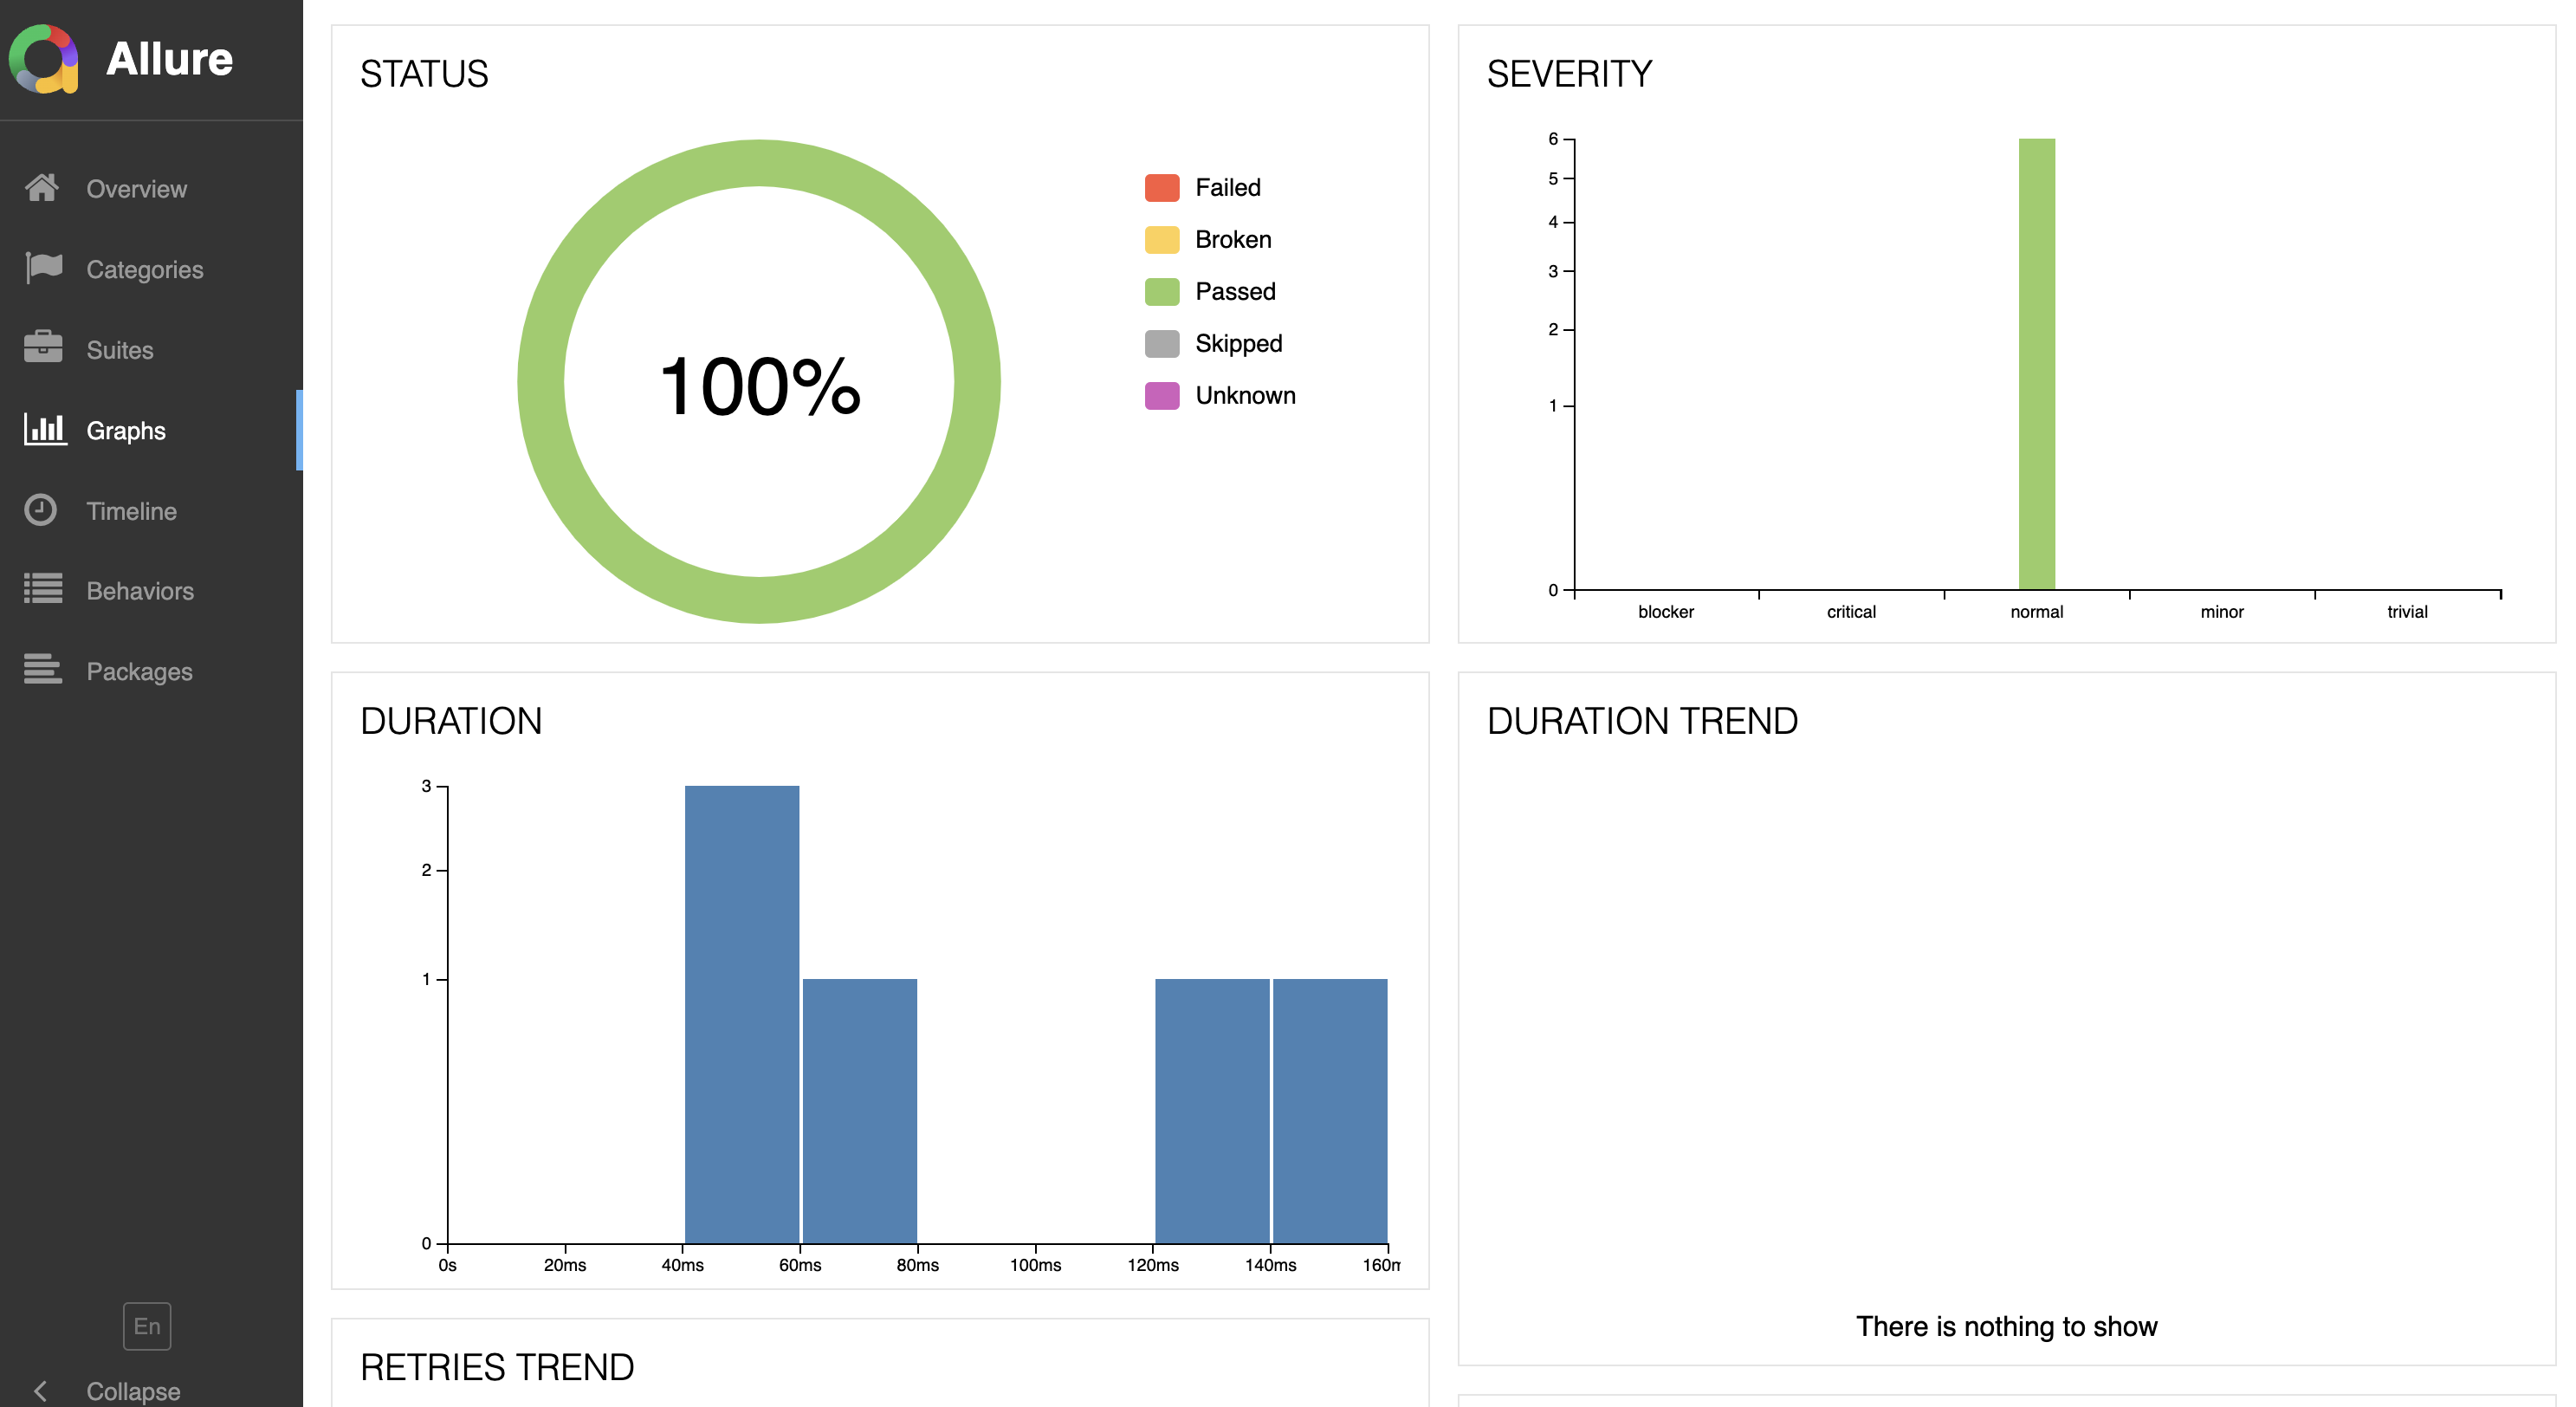 Allure
Overview
Categories
Suites
Graphs
Timeline
Behaviors
Packages
En
Collapse
STATUS
100%
Failed
Broken
Passed
Skipped
Unknown
SEVERITY
6
5
4
3
2
1
0
blocker critical normal minor trivial
DURATION
3
2
1
0
0s 20ms 40ms 60ms 80ms 100ms 120ms 140ms 160m
DURATION TREND
There is nothing to show
RETRIES TREND